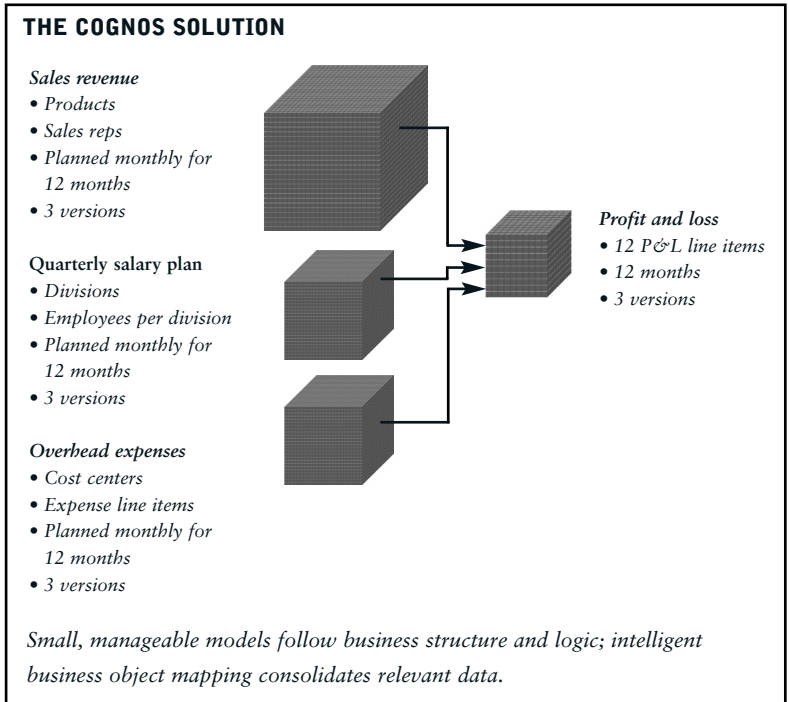 THE COGNOS SOLUTION
Sales revenue
• Products
• Sales reps
• Planned monthly for
12 months
• 3 versions
Quarterly salary plan
• Divisions
• Employees per division
• Planned monthly for
12 months
• 3 versions
Overhead expenses
• Cost centers
• Expense line items
• Planned monthly for
12 months
• 3 versions
Profit and loss
• 12 P&L line items
• 12 months
• 3 versions
Small, manageable models follow business structure and logic; intelligent
business object mapping consolidates relevant data.